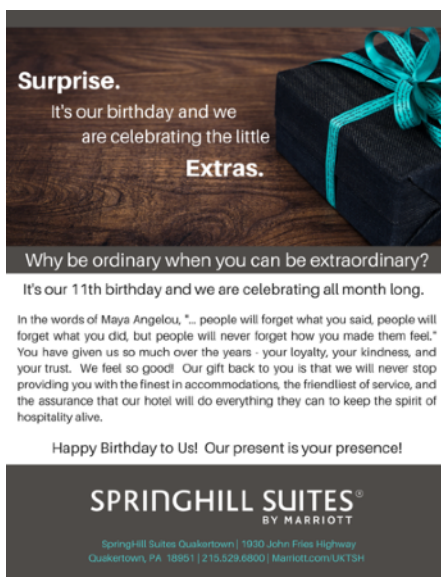 Surprise.
It's our birthday and we
are celebrating the little
Extras.
Why be ordinary when you can be extraordinary?
It's our 11th birthday and we are celebrating all month long.
In the words of Maya Angelou, "... people will forget what you said, people will
forget what you did, but people will never forget how you made them feel."
You have given us so much over the years - your loyalty, your kindness, and
your trust. We feel so good! Our gift back to you is that we will never stop
providing you with the finest in accommodations, the friendliest of service, and
the assurance that our hotel will do everything they can to keep the spirit of
hospitality alive.
Happy Birthday to Us! Our present is your presence!
SPRINGHILL SUITES®
BY MARRIOTT
SpringHill Suites Quakertown | 1930 John Fries Highway
Quakertown, PA 18951 | 215.529.6800 | Marriott.com/UKTSH